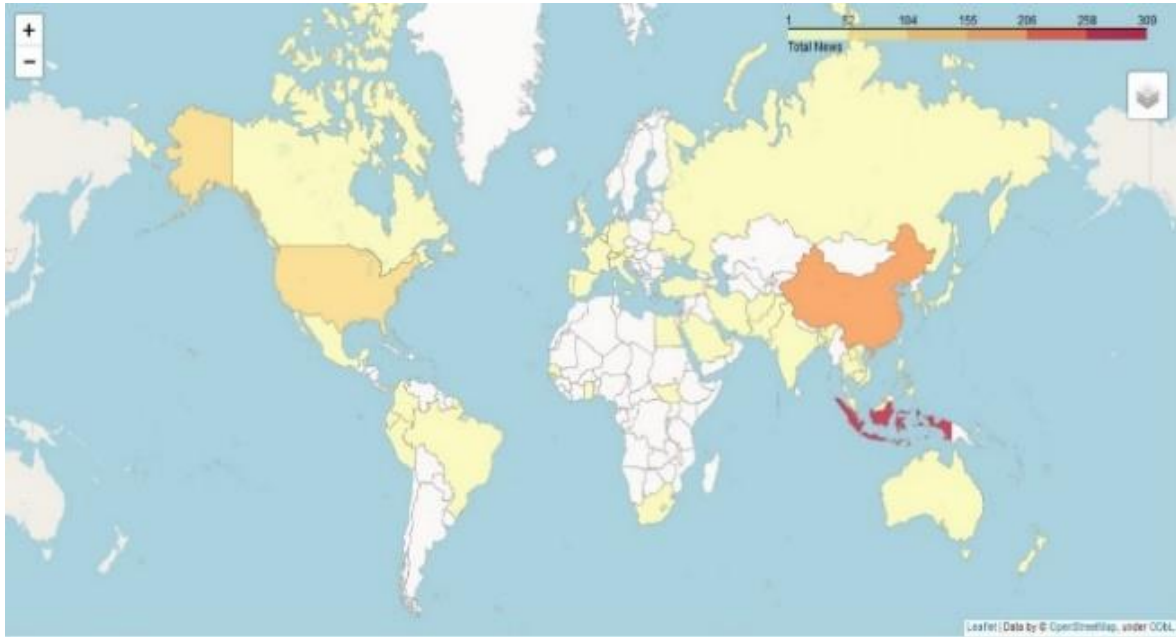 +
−
1 52 104 155 206 258 309
Total News
Leaflet | Data by © OpenStreetMap, under ODbL